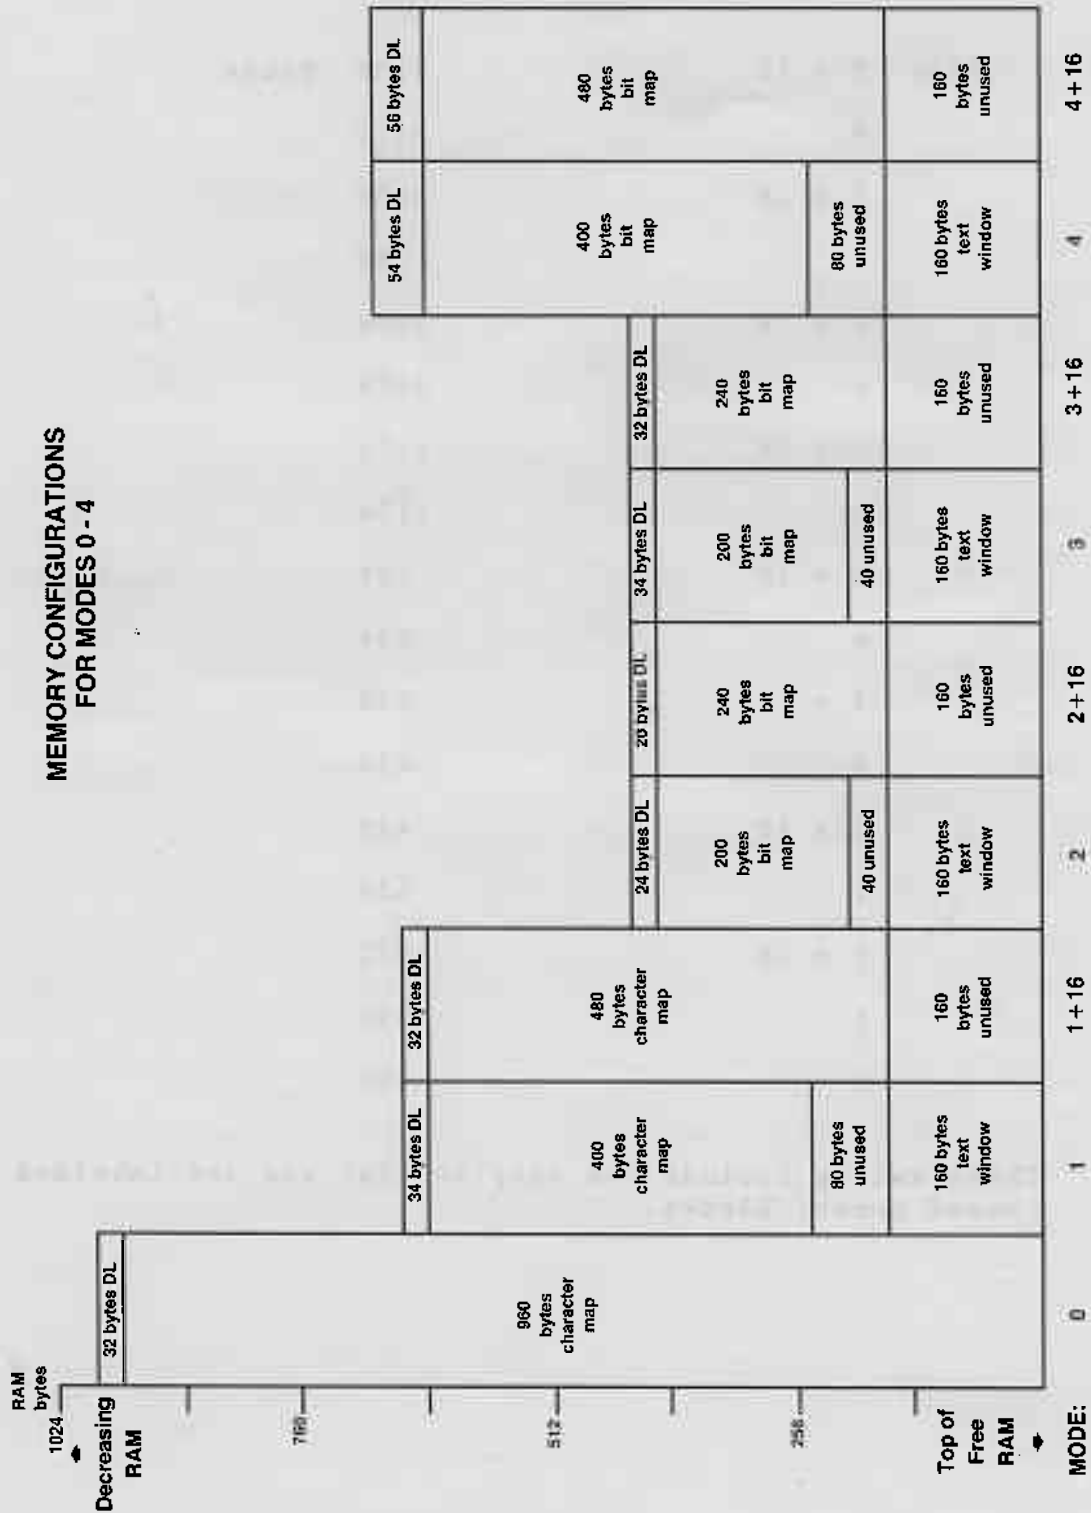 MEMORY CONFIGURATIONS
FOR MODES 0 - 4
RAM
bytes
1024
Decreasing
RAM
768
512
256
Top of
Free
RAM
32 bytes DL
960
bytes
character
map
34 bytes DL
400
bytes
character
map
80 bytes
unused
160 bytes
text
window
32 bytes DL
480
bytes
character
map
160
bytes
unused
24 bytes DL
200
bytes
bit
map
40 unused
160 bytes
text
window
bytes DL
240
bytes
bit
map
160
bytes
unused
34 bytes DL
200
bytes
bit
map
40 unused
160 bytes
text
window
32 bytes DL
240
bytes
bit
map
160
bytes
unused
54 bytes DL
400
bytes
bit
map
80 bytes
unused
160 bytes
text
window
56 bytes DL
480
bytes
bit
map
160
bytes
unused
MODE: 0 1 1 + 16 2 2 + 16 3 3 + 16 4 4 + 16